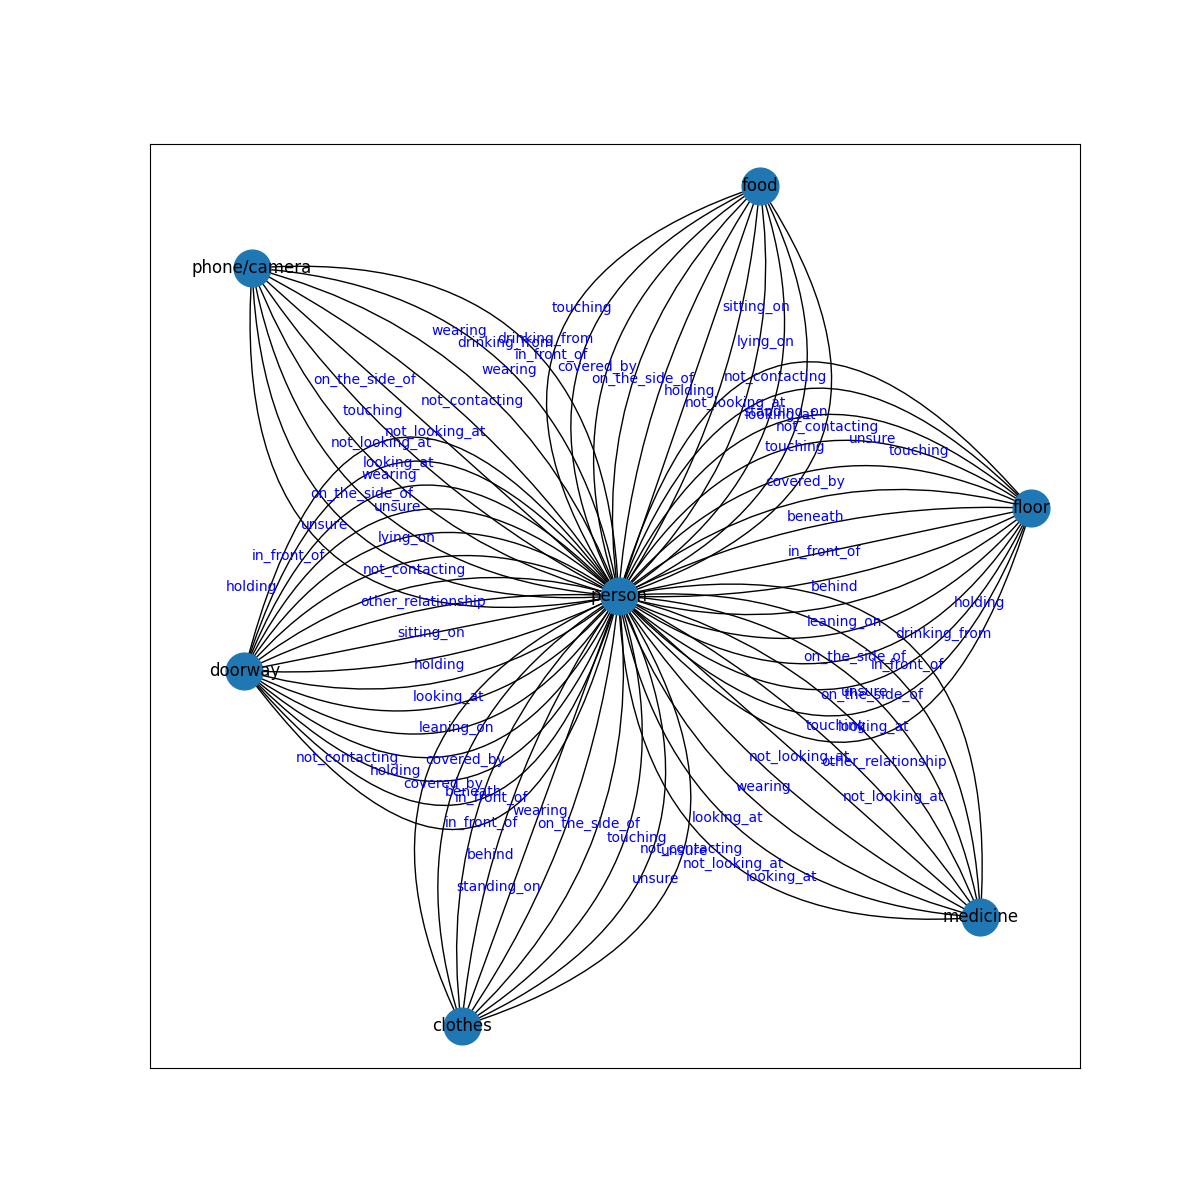 food
phone/camera
touching
sitting_on
wearing
drinking_from
drinking_from
lying_on
in_front_of
covered_by
wearing
not_contacting
on_the_side_of
on_the_side_of
holding
not_contacting
not_looking_at
touching
standing_on
looking_at
not_contacting
not_looking_at
unsure
not_looking_at
touching
touching
looking_at
wearing
covered_by
on_the_side_of
unsure
floor
beneath
unsure
lying_on
in_front_of
in_front_of
not_contacting
holding
behind
person
other_relationship
holding
leaning_on
sitting_on
drinking_from
on_the_side_of
holding
in_front_of
doorway
unsure
on_the_side_of
looking_at
leaning_on
touching
looking_at
not_contacting
not_looking_at
covered_by
other_relationship
holding
covered_by
wearing
beneath
in_front_of
not_looking_at
wearing
looking_at
in_front_of
on_the_side_of
touching
not_contacting
unsure
behind
not_looking_at
looking_at
unsure
standing_on
medicine
clothes